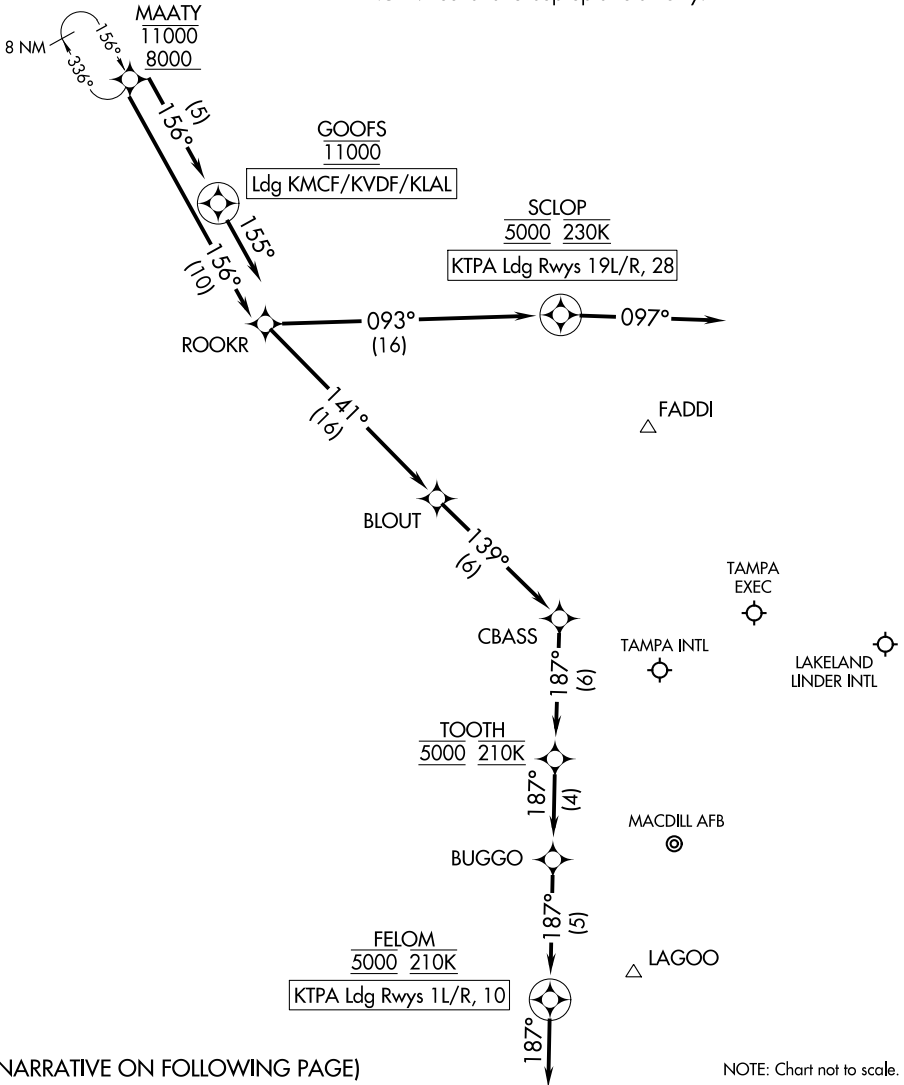 MAATY
11000
8000
8 NM
156°
336°
(5)
156°
GOOFS
11000
Ldg KMCF/KVDF/KLAL
155°
156°
(10)
SCLOP
5000 230K
KTPA Ldg Rwys 19L/R, 28
ROOKR
093°
(16)
097°
141°
(16)
FADDI
BLOUT
139°
(6)
TAMPA
EXEC
CBASS
TAMPA INTL
LAKELAND
LINDER INTL
187°
(6)
TOOTH
5000 210K
187°
(4)
MACDILL AFB
BUGGO
187°
(5)
FELOM
5000 210K
KTPA Ldg Rwys 1L/R, 10
LAGOO
187°
NARRATIVE ON FOLLOWING PAGE)
NOTE: Chart not to scale.